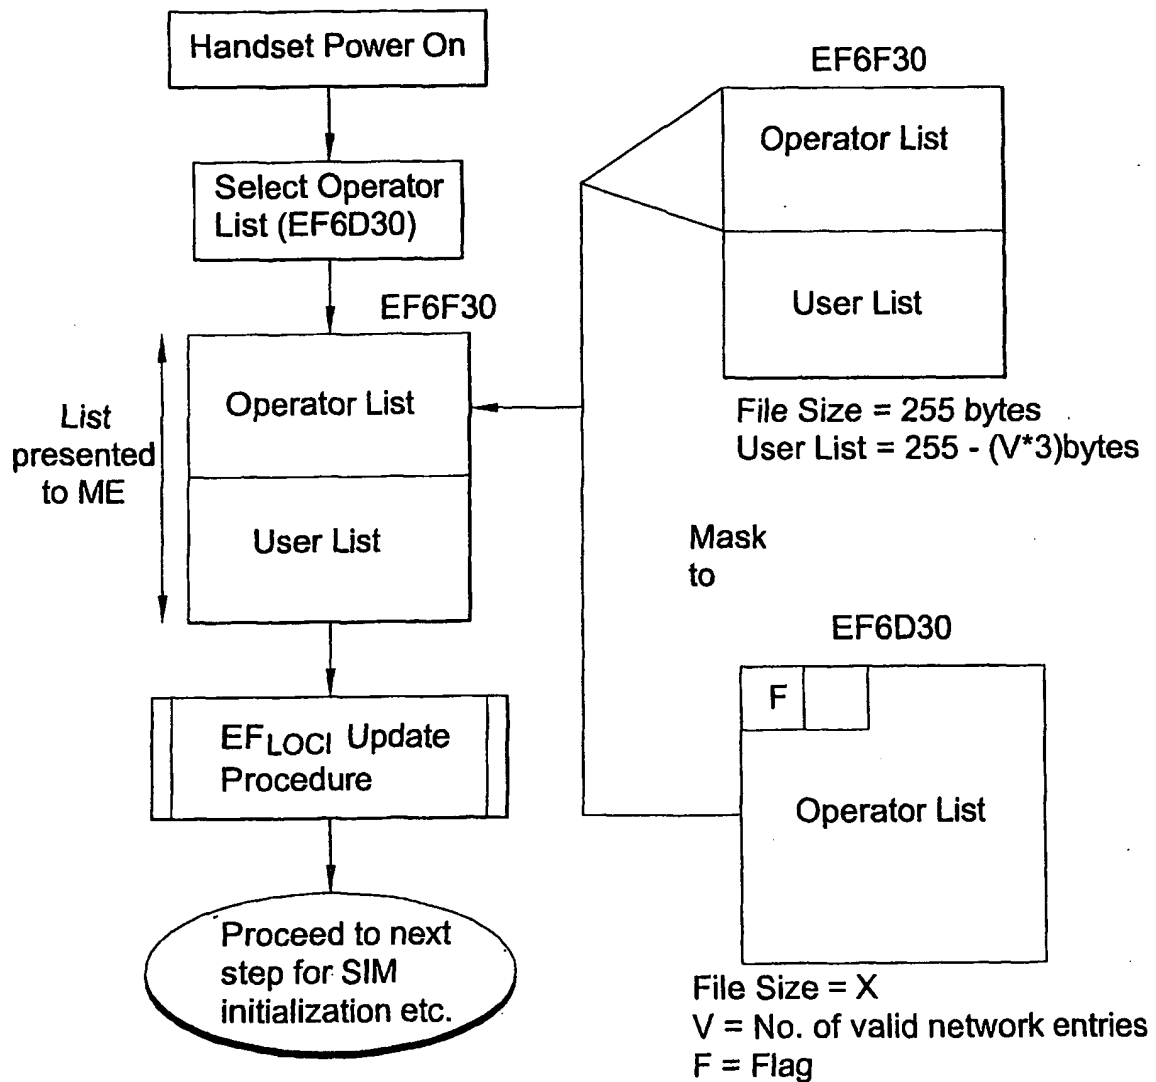 Handset Power On
Select Operator
List (EF6D30)
EF6F30
List
presented
to ME
Operator List
User List
EFLOCI Update
Procedure
Proceed to next
step for SIM
initialization etc.
EF6F30
Operator List
User List
File Size = 255 bytes
User List = 255 - (V*3)bytes
Mask
to
EF6D30
F
Operator List
File Size = X
V = No. of valid network entries
F = Flag